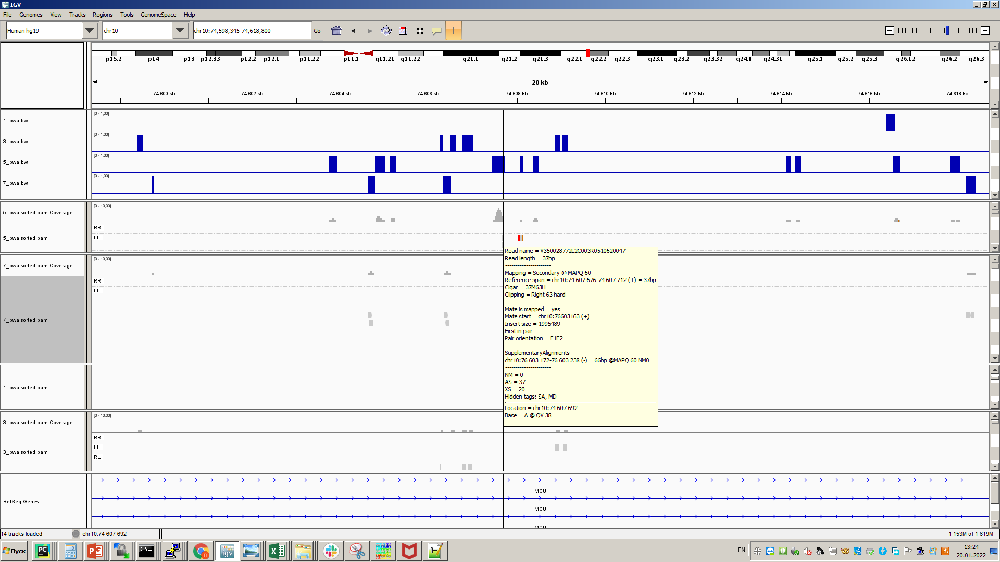 IGV
File Genomes View Tracks Regions Tools GenomeSpace Help
Human hg19 chr10 chr10:74,598,345-74,618,800 Go
p15.2 p14 p13 p12.33 p12.2 p12.1 p11.22 p11.1 q11.21 q11.22 q21.1 q21.2 q21.3 q22.1 q22.2 q22.3 q23.1 q23.2 q23.32 q24.1 q24.31 q25.1 q25.2 q25.3 q26.12 q26.2 q26.3
20 kb
74 600 kb 74 602 kb 74 604 kb 74 606 kb 74 608 kb 74 610 kb 74 612 kb 74 614 kb 74 616 kb 74 618 kb
[0 - 1,00]
1_bwa.bw
[0 - 1,00]
3_bwa.bw
[0 - 1,00]
5_bwa.bw
[0 - 1,00]
7_bwa.bw
[0 - 10,00]
5_bwa.sorted.bam Coverage
RR
LL
5_bwa.sorted.bam
Read name = V350028772L2C003R0510620047
Read length = 37bp
----------------------
Mapping = Secondary @ MAPQ 60
Reference span = chr10:74 607 676-74 607 712 (+) = 37bp
Cigar = 37M63H
Clipping = Right 63 hard
----------------------
Mate is mapped = yes
Mate start = chr10:76603163 (+)
Insert size = 1995489
First in pair
Pair orientation = F1F2
----------------------
SupplementaryAlignments
chr10:76 603 172-76 603 238 (-) = 66bp @MAPQ 60 NM0
----------------------
NM = 0
AS = 37
XS = 20
Hidden tags: SA, MD
Location = chr10:74 607 692
Base = A @ QV 38
[0 - 10,00]
7_bwa.sorted.bam Coverage
RR
LL
7_bwa.sorted.bam
1_bwa.sorted.bam
[0 - 10,00]
3_bwa.sorted.bam Coverage
RR
LL
3_bwa.sorted.bam
RL
MCU
RefSeq Genes
MCU
MCU
14 tracks loaded chr10:74 607 692 1 153M of 1 619M
Пуск
PC
EN
13:24
20.01.2022